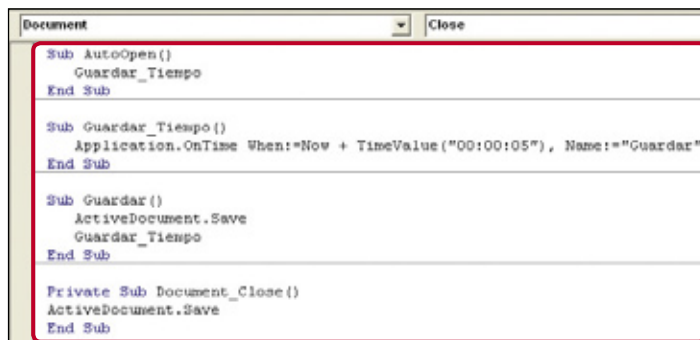 Document Close
Sub AutoOpen()
Guardar_Tiempo
End Sub
Sub Guardar_Tiempo()
Application.OnTime When:=Now + TimeValue("00:00:05"), Name:="Guardar"
End Sub
Sub Guardar()
ActiveDocument.Save
Guardar_Tiempo
End Sub
Private Sub Document_Close()
ActiveDocument.Save
End Sub